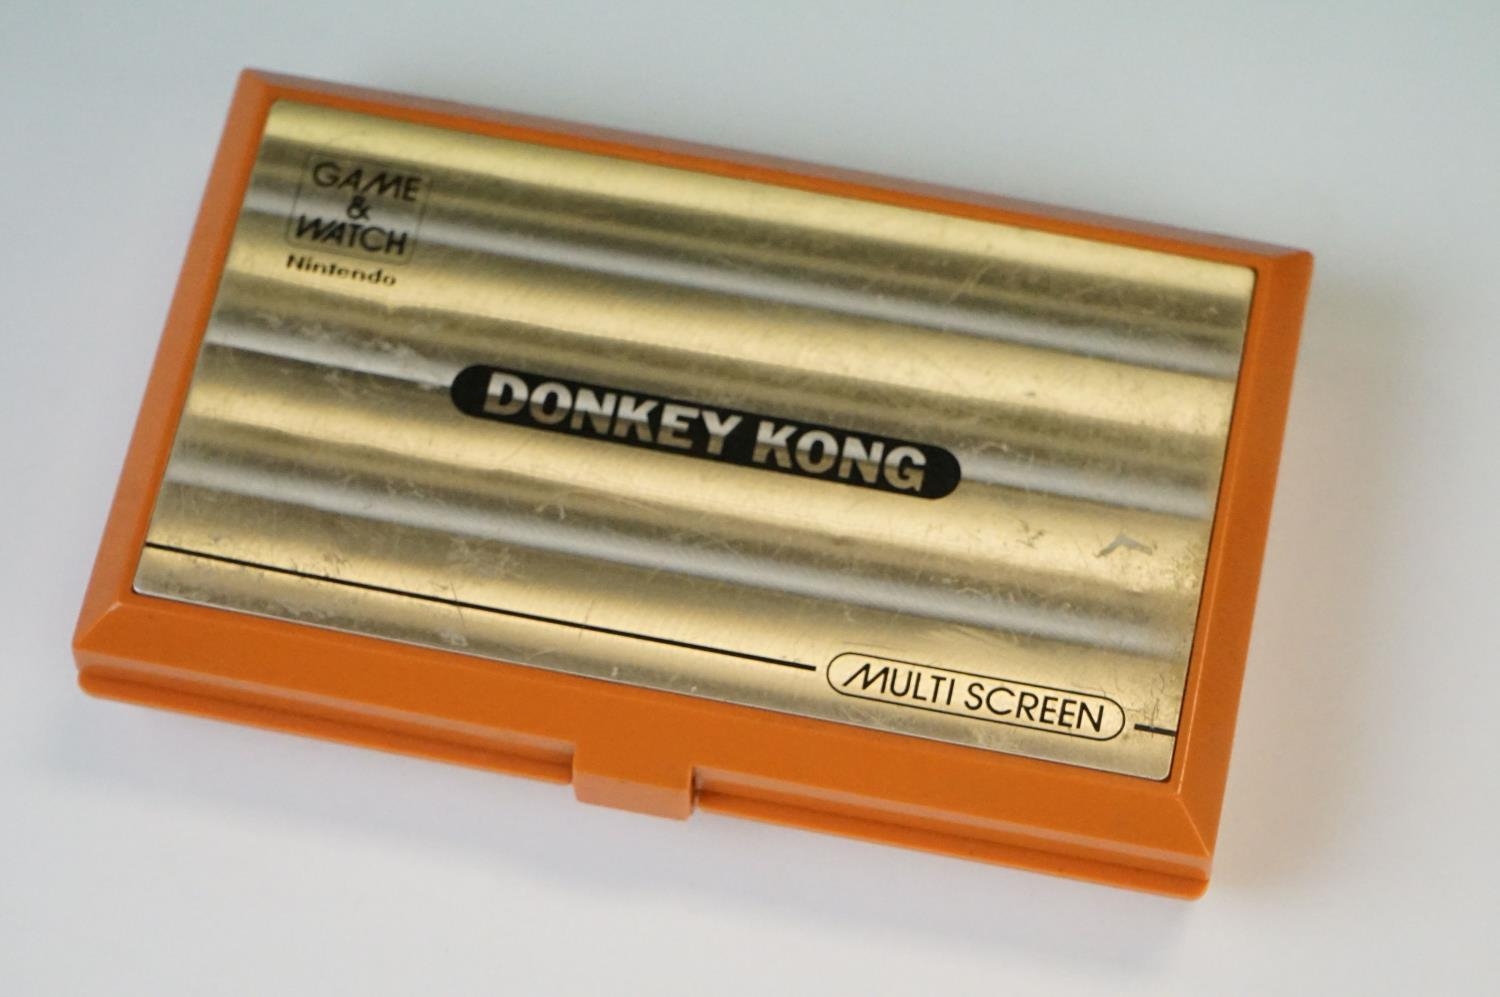 GAME
&
WATCH
Nintendo
DONKEY KONG
MULTI SCREEN